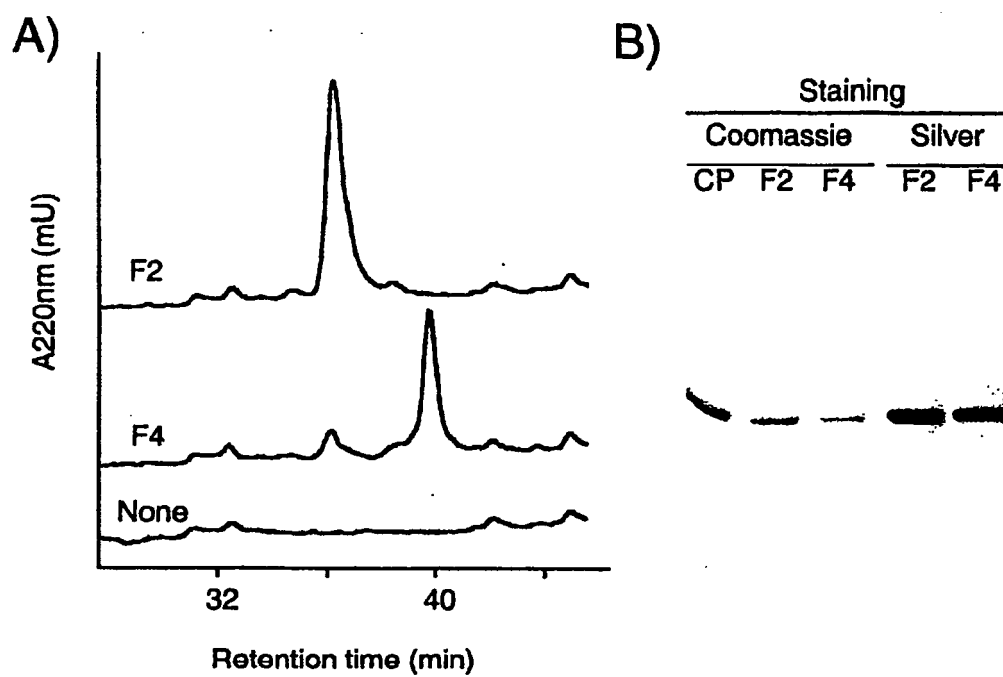 A)
A220nm (mU)
F2
F4
None
32 40
Retention time (min)
B)
Staining
Coomassie Silver
CP F2 F4 F2 F4